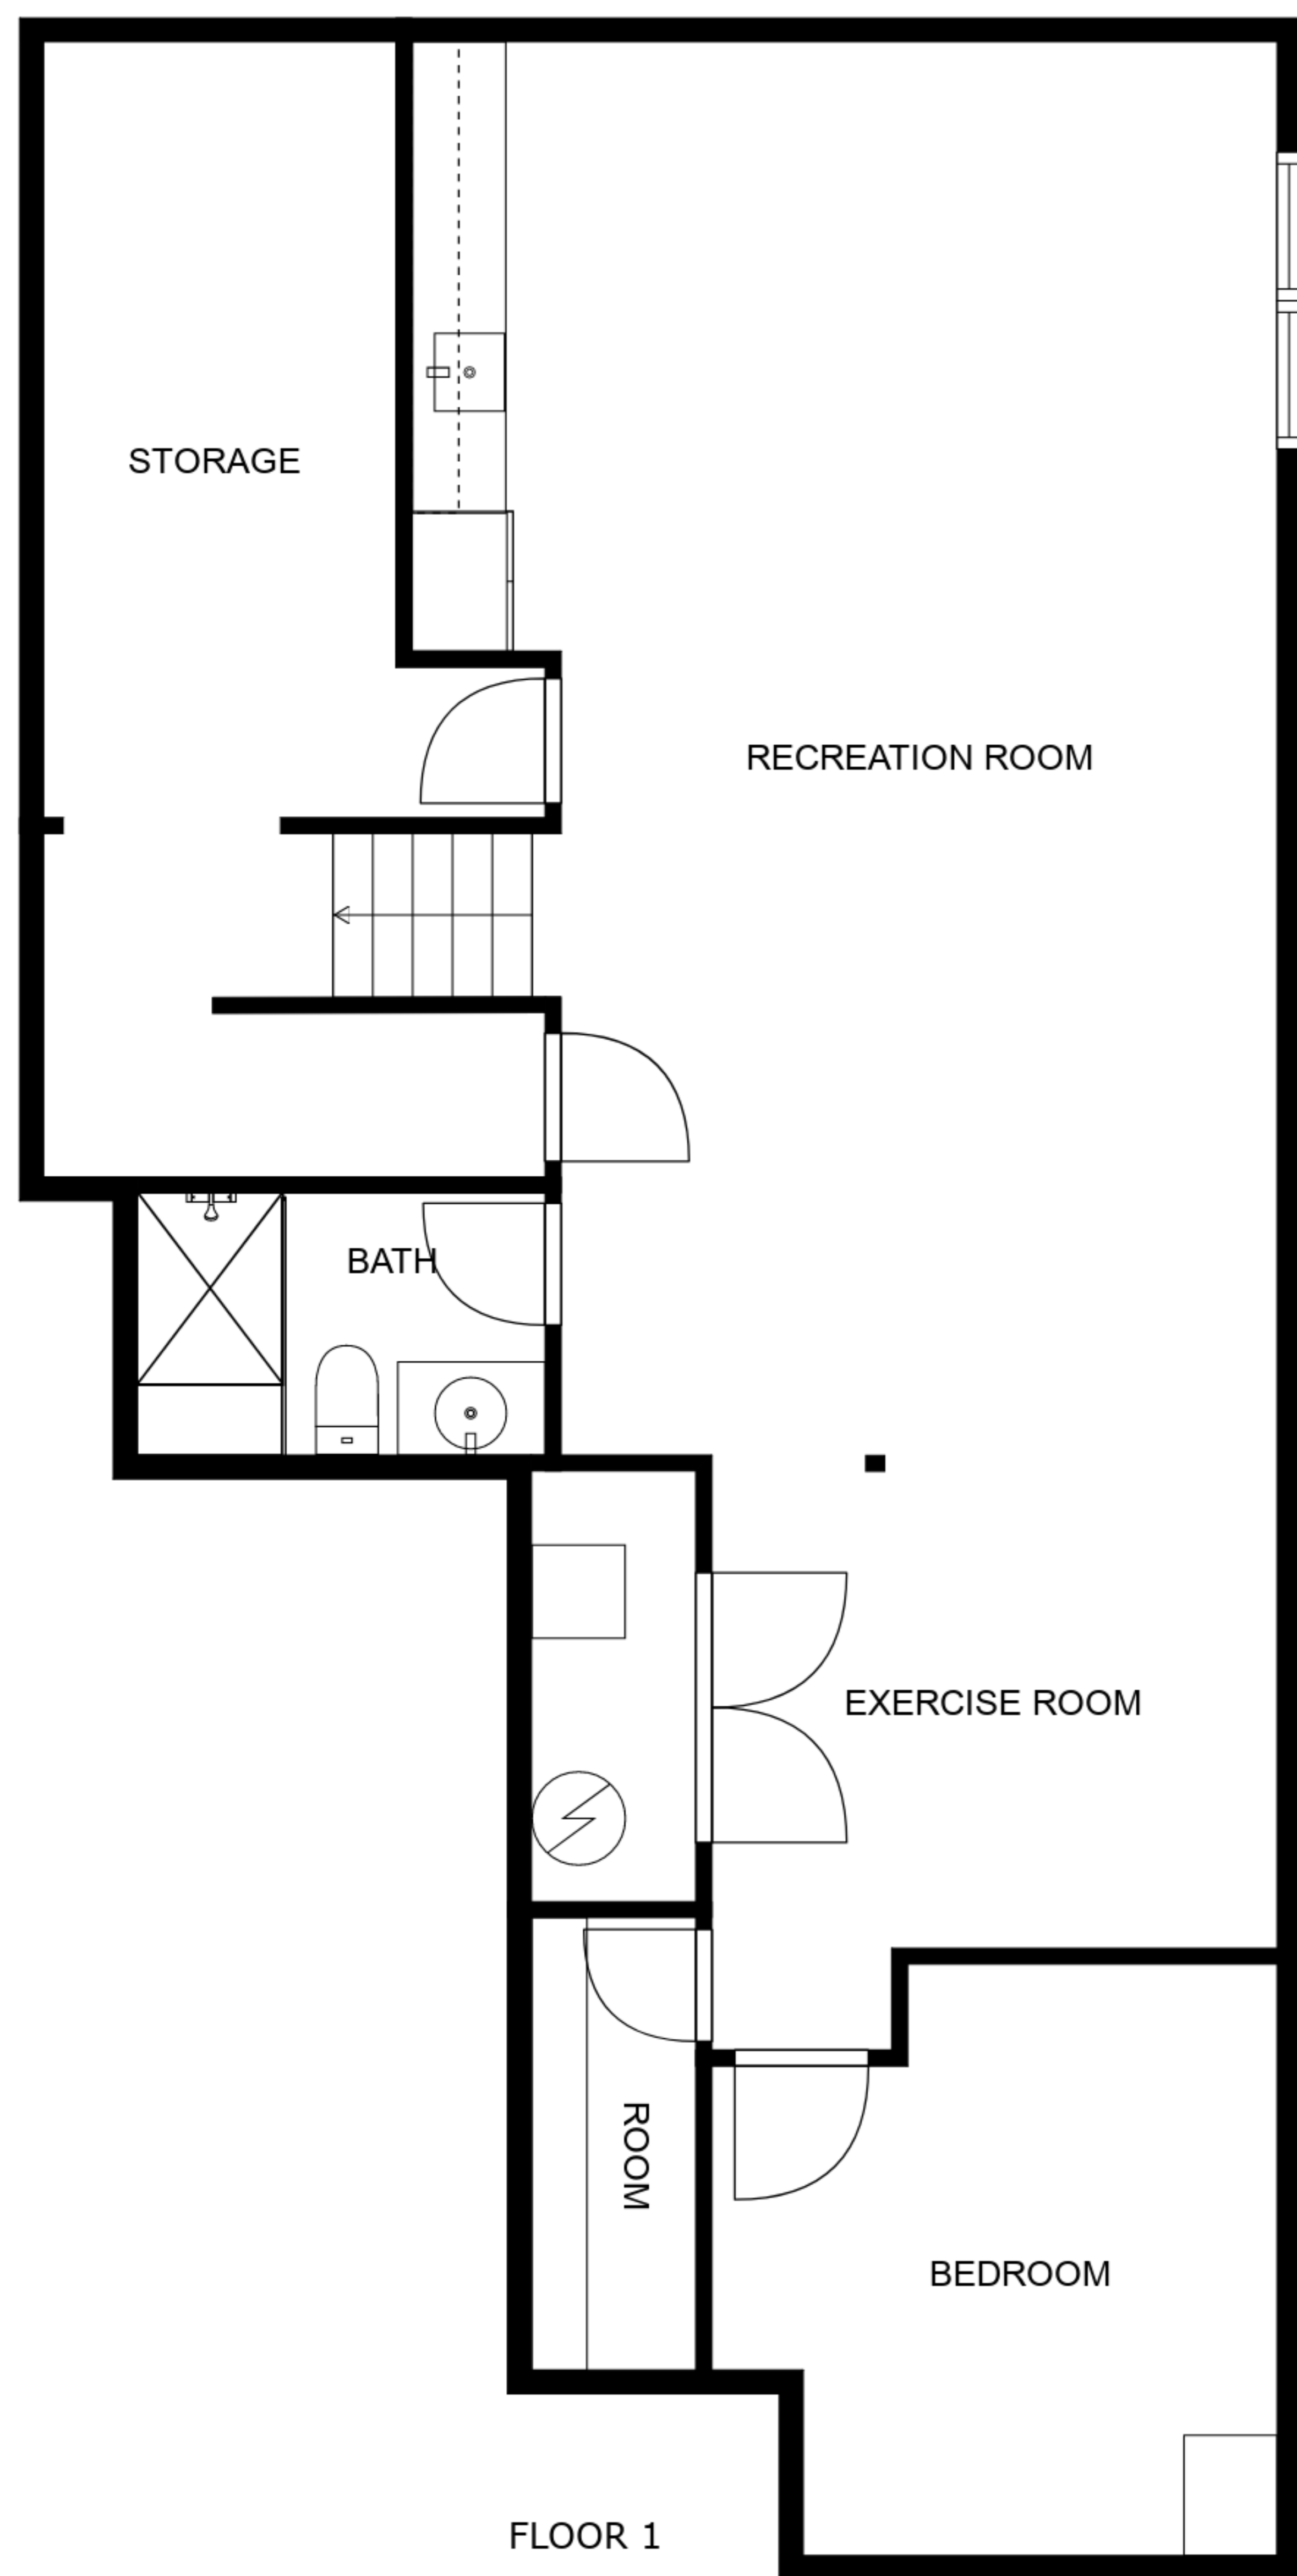 STORAGE
RECREATION ROOM
BATH
EXERCISE ROOM
ROOM
BEDROOM
FLOOR 1